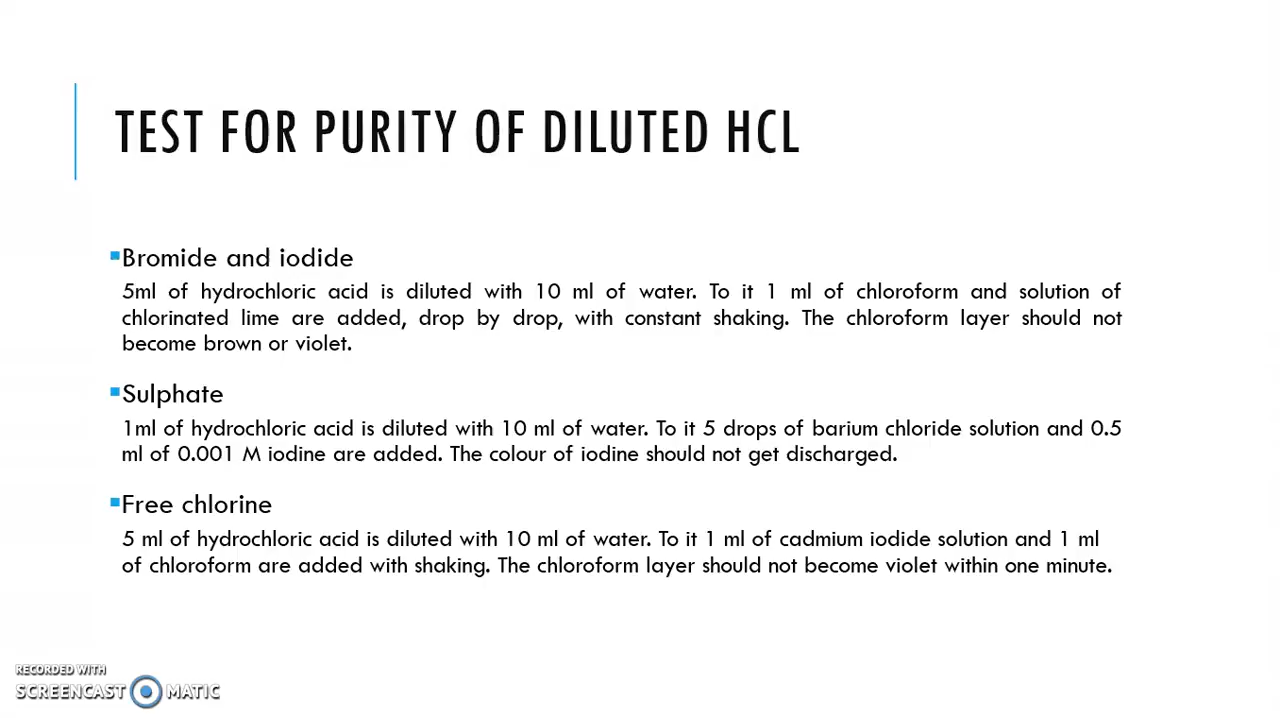 TEST FOR PURITY OF DILUTED HCL
▪Bromide and iodide
5ml of hydrochloric acid is diluted with 10 ml of water. To it 1 ml of chloroform and solution of
chlorinated lime are added, drop by drop, with constant shaking. The chloroform layer should not
become brown or violet.
▪Sulphate
1ml of hydrochloric acid is diluted with 10 ml of water. To it 5 drops of barium chloride solution and 0.5
ml of 0.001 M iodine are added. The colour of iodine should not get discharged.
▪Free chlorine
5 ml of hydrochloric acid is diluted with 10 ml of water. To it 1 ml of cadmium iodide solution and 1 ml
of chloroform are added with shaking. The chloroform layer should not become violet within one minute.
RECORDED WITH
SCREENCAST MATIC